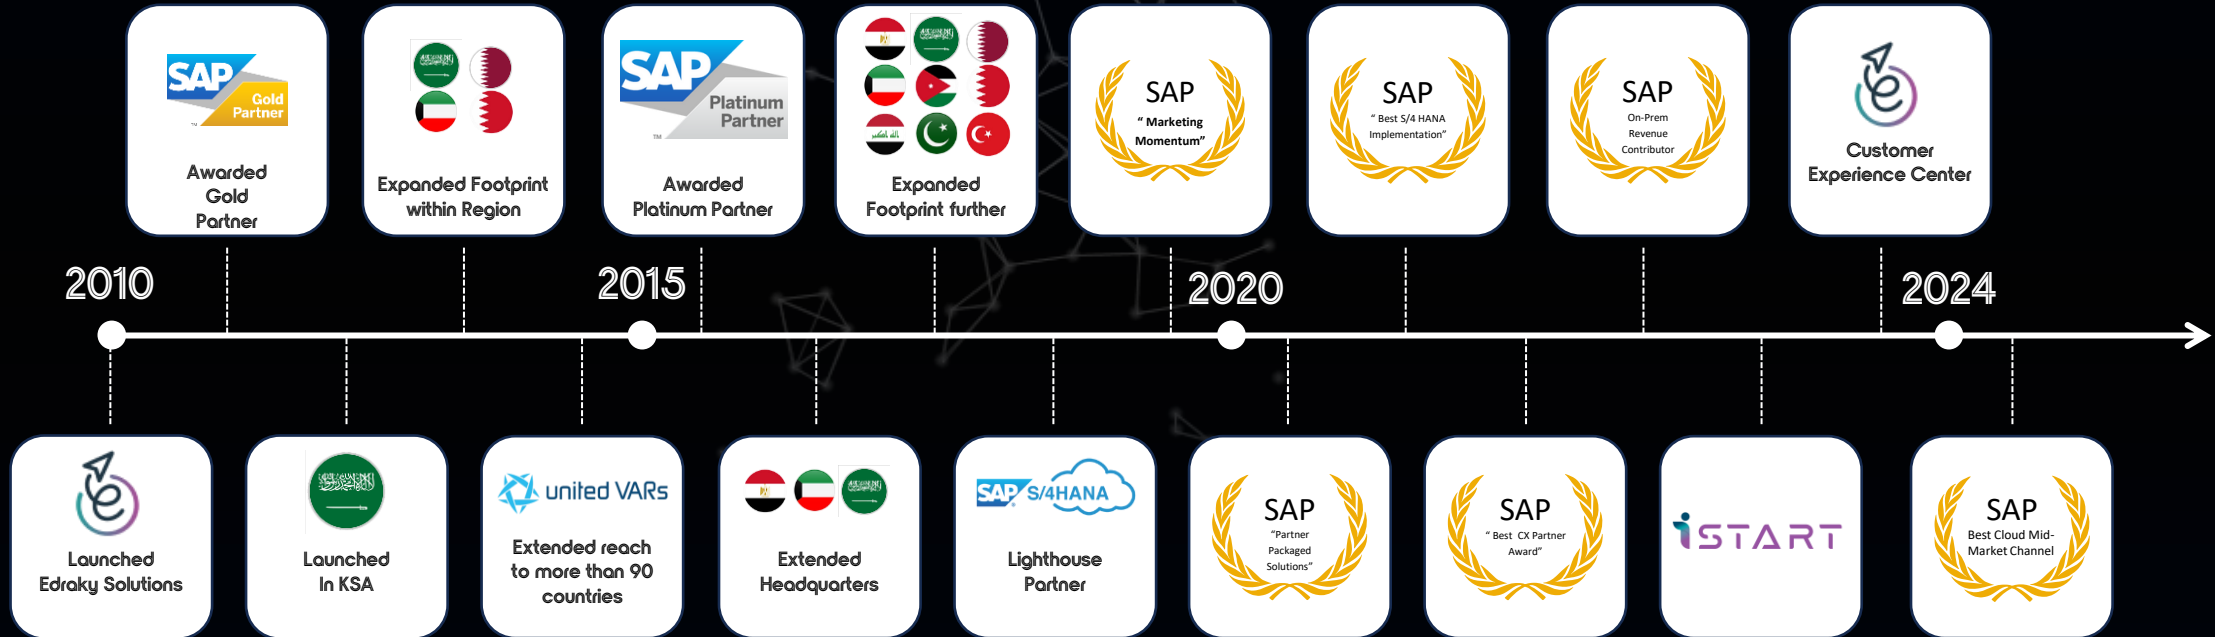 SAP
Gold
Partner
TM
Awarded
Gold
Partner
Expanded Footprint
within Region
SAP
Platinum
Partner
TM
Awarded
Platinum Partner
Expanded
Footprint further
SAP
“ Marketing
Momentum”
SAP
“ Best S/4 HANA
Implementation”
SAP
On-Prem
Revenue
Contributor
Customer
Experience Center
2010
2015
2020
2024
Launched
Edraky Solutions
Launched
In KSA
united VARs
Extended reach
to more than 90
countries
Extended
Headquarters
SAP S/4HANA
Lighthouse
Partner
SAP
“Partner
Packaged
Solutions”
SAP
“ Best CX Partner
Award”
iSTART
SAP
Best Cloud Mid-
Market Channel